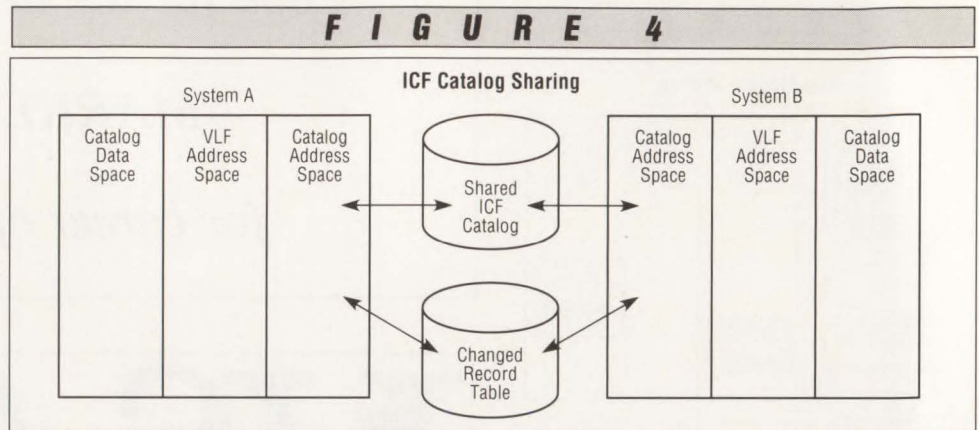 FIGURE 4
ICF Catalog Sharing
System A
Catalog
Data
Space
VLF
Address
Space
Catalog
Address
Space
Shared
ICF
Catalog
Changed
Record
Table
System B
Catalog
Address
Space
VLF
Address
Space
Catalog
Data
Space